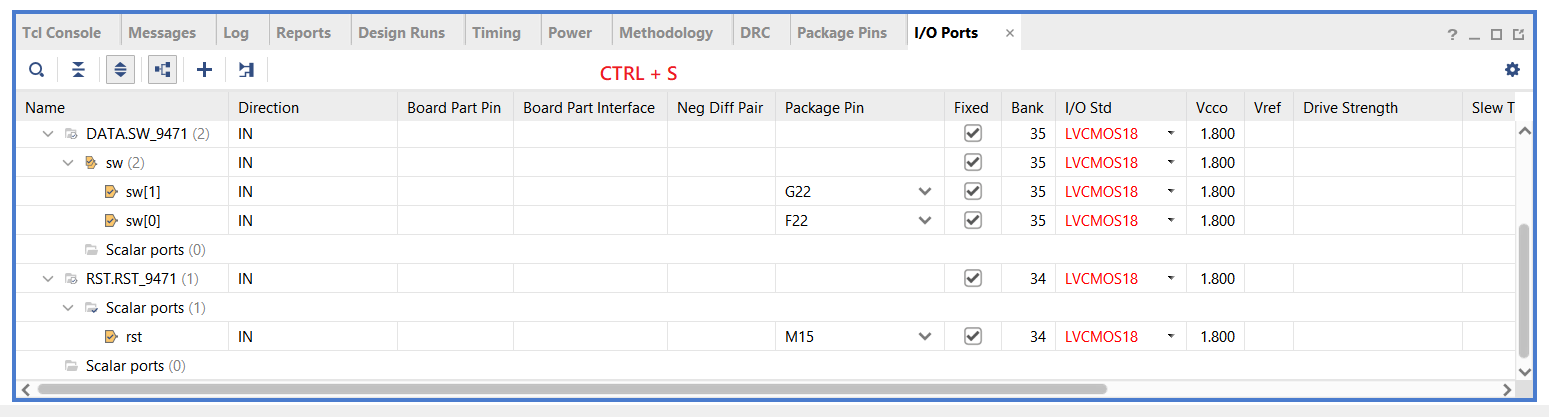 Tcl Console Messages Log Reports Design Runs Timing Power Methodology DRC Package Pins I/O Ports × ?
CTRL + S
Name Direction Board Part Pin Board Part Interface Neg Diff Pair Package Pin Fixed Bank I/O Std Vcco Vref Drive Strength Slew T
DATA.SW_9471 (2) IN 35 LVCMOS18 1.800
sw (2) IN 35 LVCMOS18 1.800
sw[1] IN G22 35 LVCMOS18 1.800
sw[0] IN F22 35 LVCMOS18 1.800
Scalar ports (0)
RST.RST_9471 (1) IN 34 LVCMOS18 1.800
Scalar ports (1)
rst IN M15 34 LVCMOS18 1.800
Scalar ports (0)